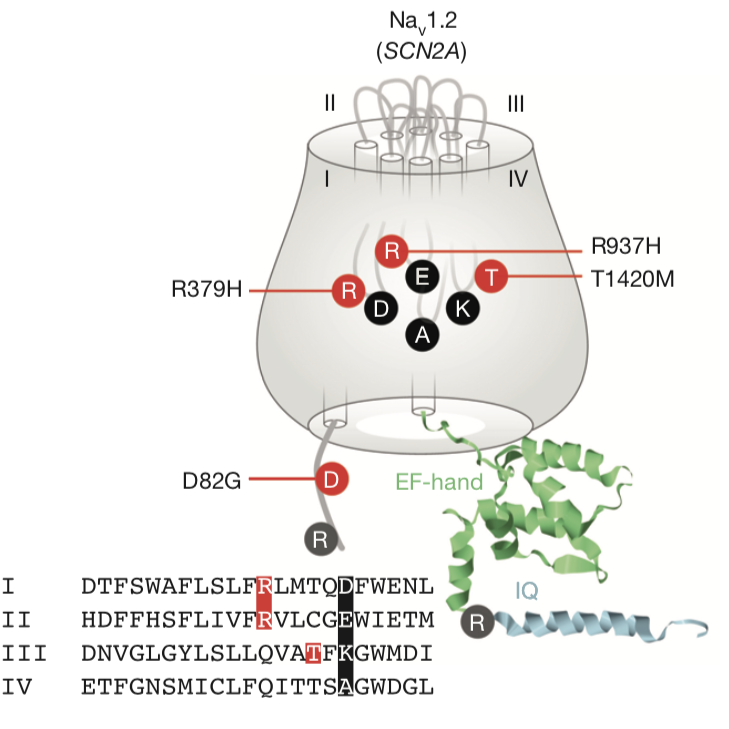 Nav1.2
(SCN2A)
II III
I IV
R R937H
E T T1420M
R379H R
D K
A
D82G D
EF-hand
R
IQ
R
I DTFSWAFLSLFRLMTQDFWENL
II HDFFHSFLIVFRVLCGEWIETM
III DNVGLGYLSLLQVATFKGWMDI
IV ETFGNSMICLFQITTSAGWDGL